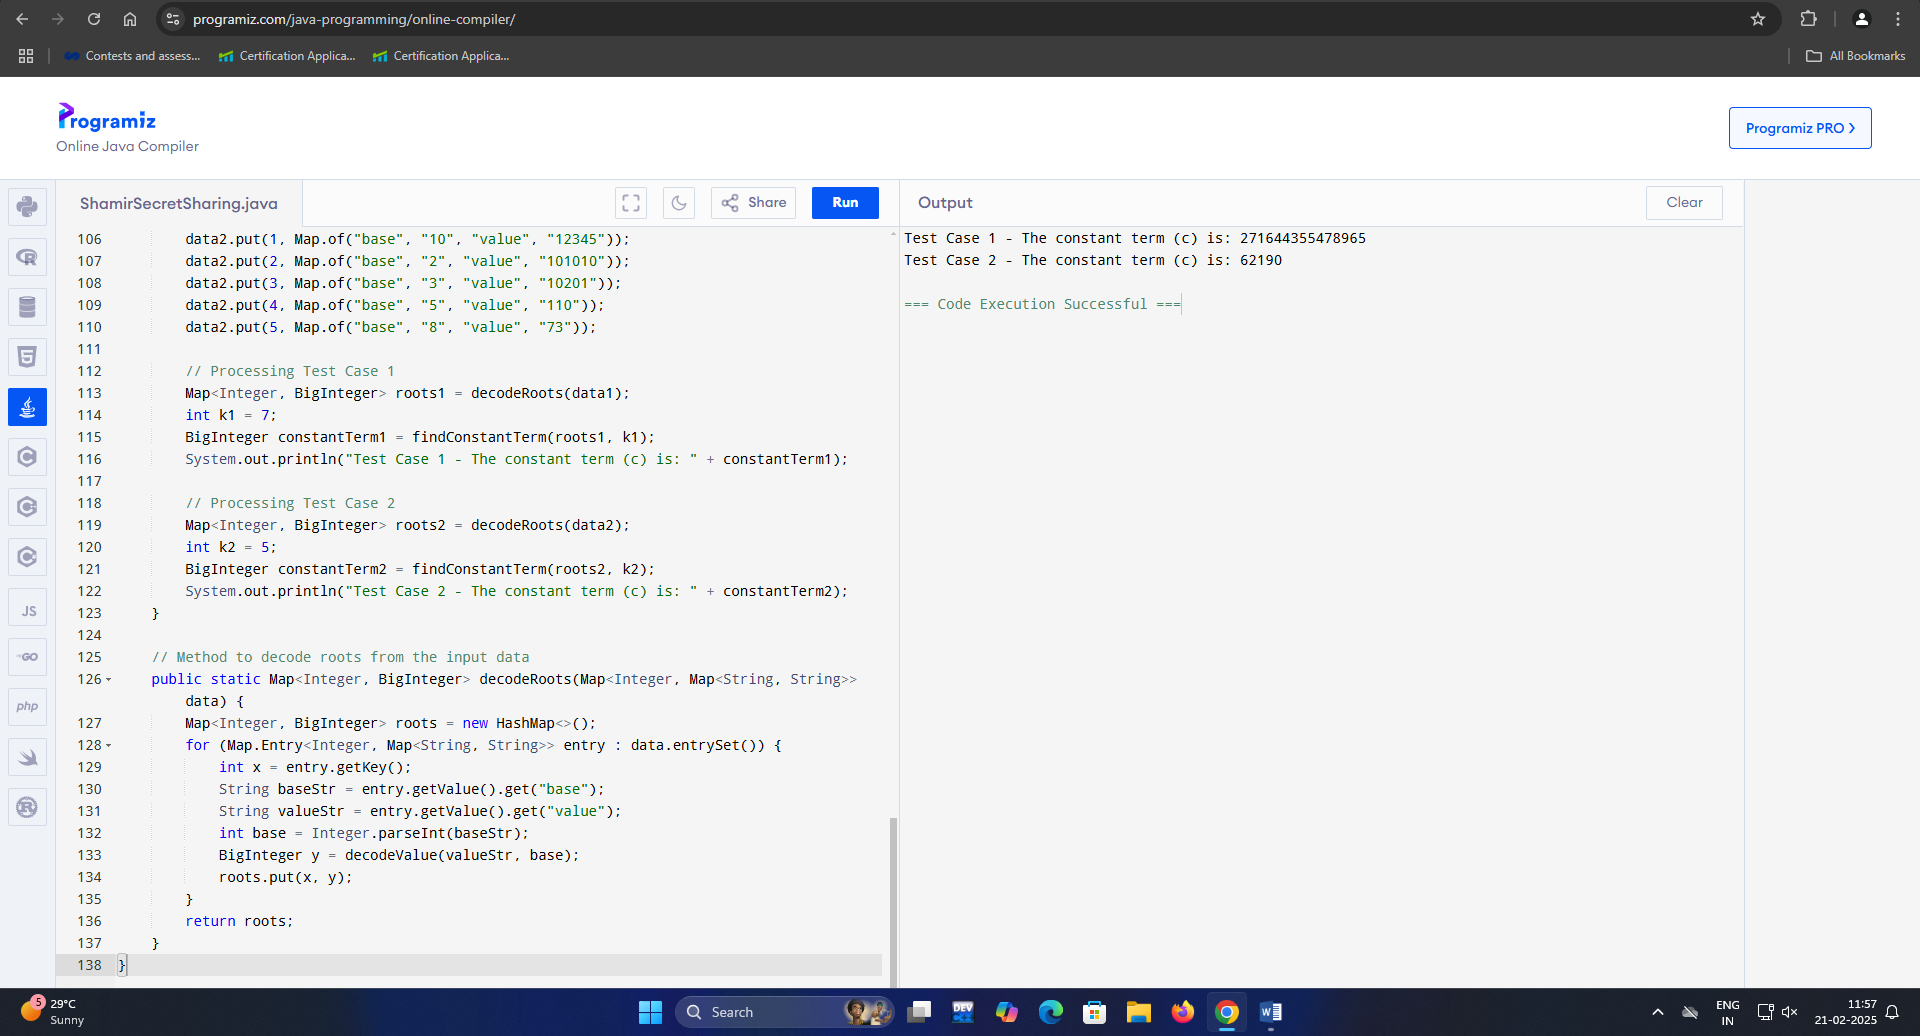 programiz.com/java-programming/online-compiler/
Contests and assess...
Certification Applica...
Certification Applica...
All Bookmarks
Programiz
Online Java Compiler
Programiz PRO ❯
ShamirSecretSharing.java
Share
Run
Output
Clear
106 data2.put(1, Map.of("base", "10", "value", "12345"));
107 data2.put(2, Map.of("base", "2", "value", "101010"));
108 data2.put(3, Map.of("base", "3", "value", "10201"));
109 data2.put(4, Map.of("base", "5", "value", "110"));
110 data2.put(5, Map.of("base", "8", "value", "73"));
111
112 // Processing Test Case 1
113 Map<Integer, BigInteger> roots1 = decodeRoots(data1);
114 int k1 = 7;
115 BigInteger constantTerm1 = findConstantTerm(roots1, k1);
116 System.out.println("Test Case 1 - The constant term (c) is: " + constantTerm1);
117
118 // Processing Test Case 2
119 Map<Integer, BigInteger> roots2 = decodeRoots(data2);
120 int k2 = 5;
121 BigInteger constantTerm2 = findConstantTerm(roots2, k2);
122 System.out.println("Test Case 2 - The constant term (c) is: " + constantTerm2);
123 }
124
125 // Method to decode roots from the input data
126 public static Map<Integer, BigInteger> decodeRoots(Map<Integer, Map<String, String>>
data) {
127 Map<Integer, BigInteger> roots = new HashMap<>();
128 for (Map.Entry<Integer, Map<String, String>> entry : data.entrySet()) {
129 int x = entry.getKey();
130 String baseStr = entry.getValue().get("base");
131 String valueStr = entry.getValue().get("value");
132 int base = Integer.parseInt(baseStr);
133 BigInteger y = decodeValue(valueStr, base);
134 roots.put(x, y);
135 }
136 return roots;
137 }
138 }
Test Case 1 - The constant term (c) is: 271644355478965
Test Case 2 - The constant term (c) is: 62190
=== Code Execution Successful ===
R
5
JS
GO
php
5
29°C
Sunny
Search
DEV
ENG
IN
11:57
21-02-2025